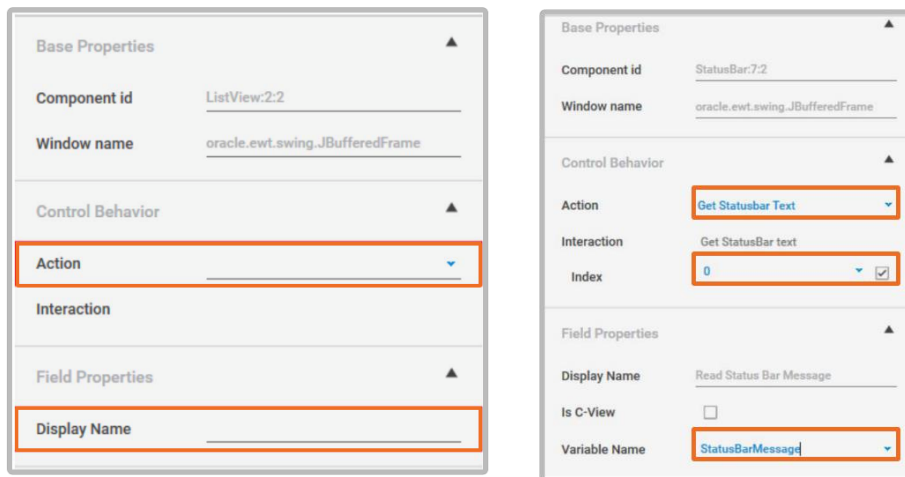 Base Properties
Component id ListView:2:2
Window name oracle.ewt.swing.JBufferedFrame
Control Behavior
Action
Interaction
Field Properties
Display Name
Base Properties
Component id StatusBar:7:2
Window name oracle.ewt.swing.JBufferedFrame
Control Behavior
Action Get Statusbar Text
Interaction Get StatusBar text
Index 0
Field Properties
Display Name Read Status Bar Message
Is C-View
Variable Name StatusBarMessage